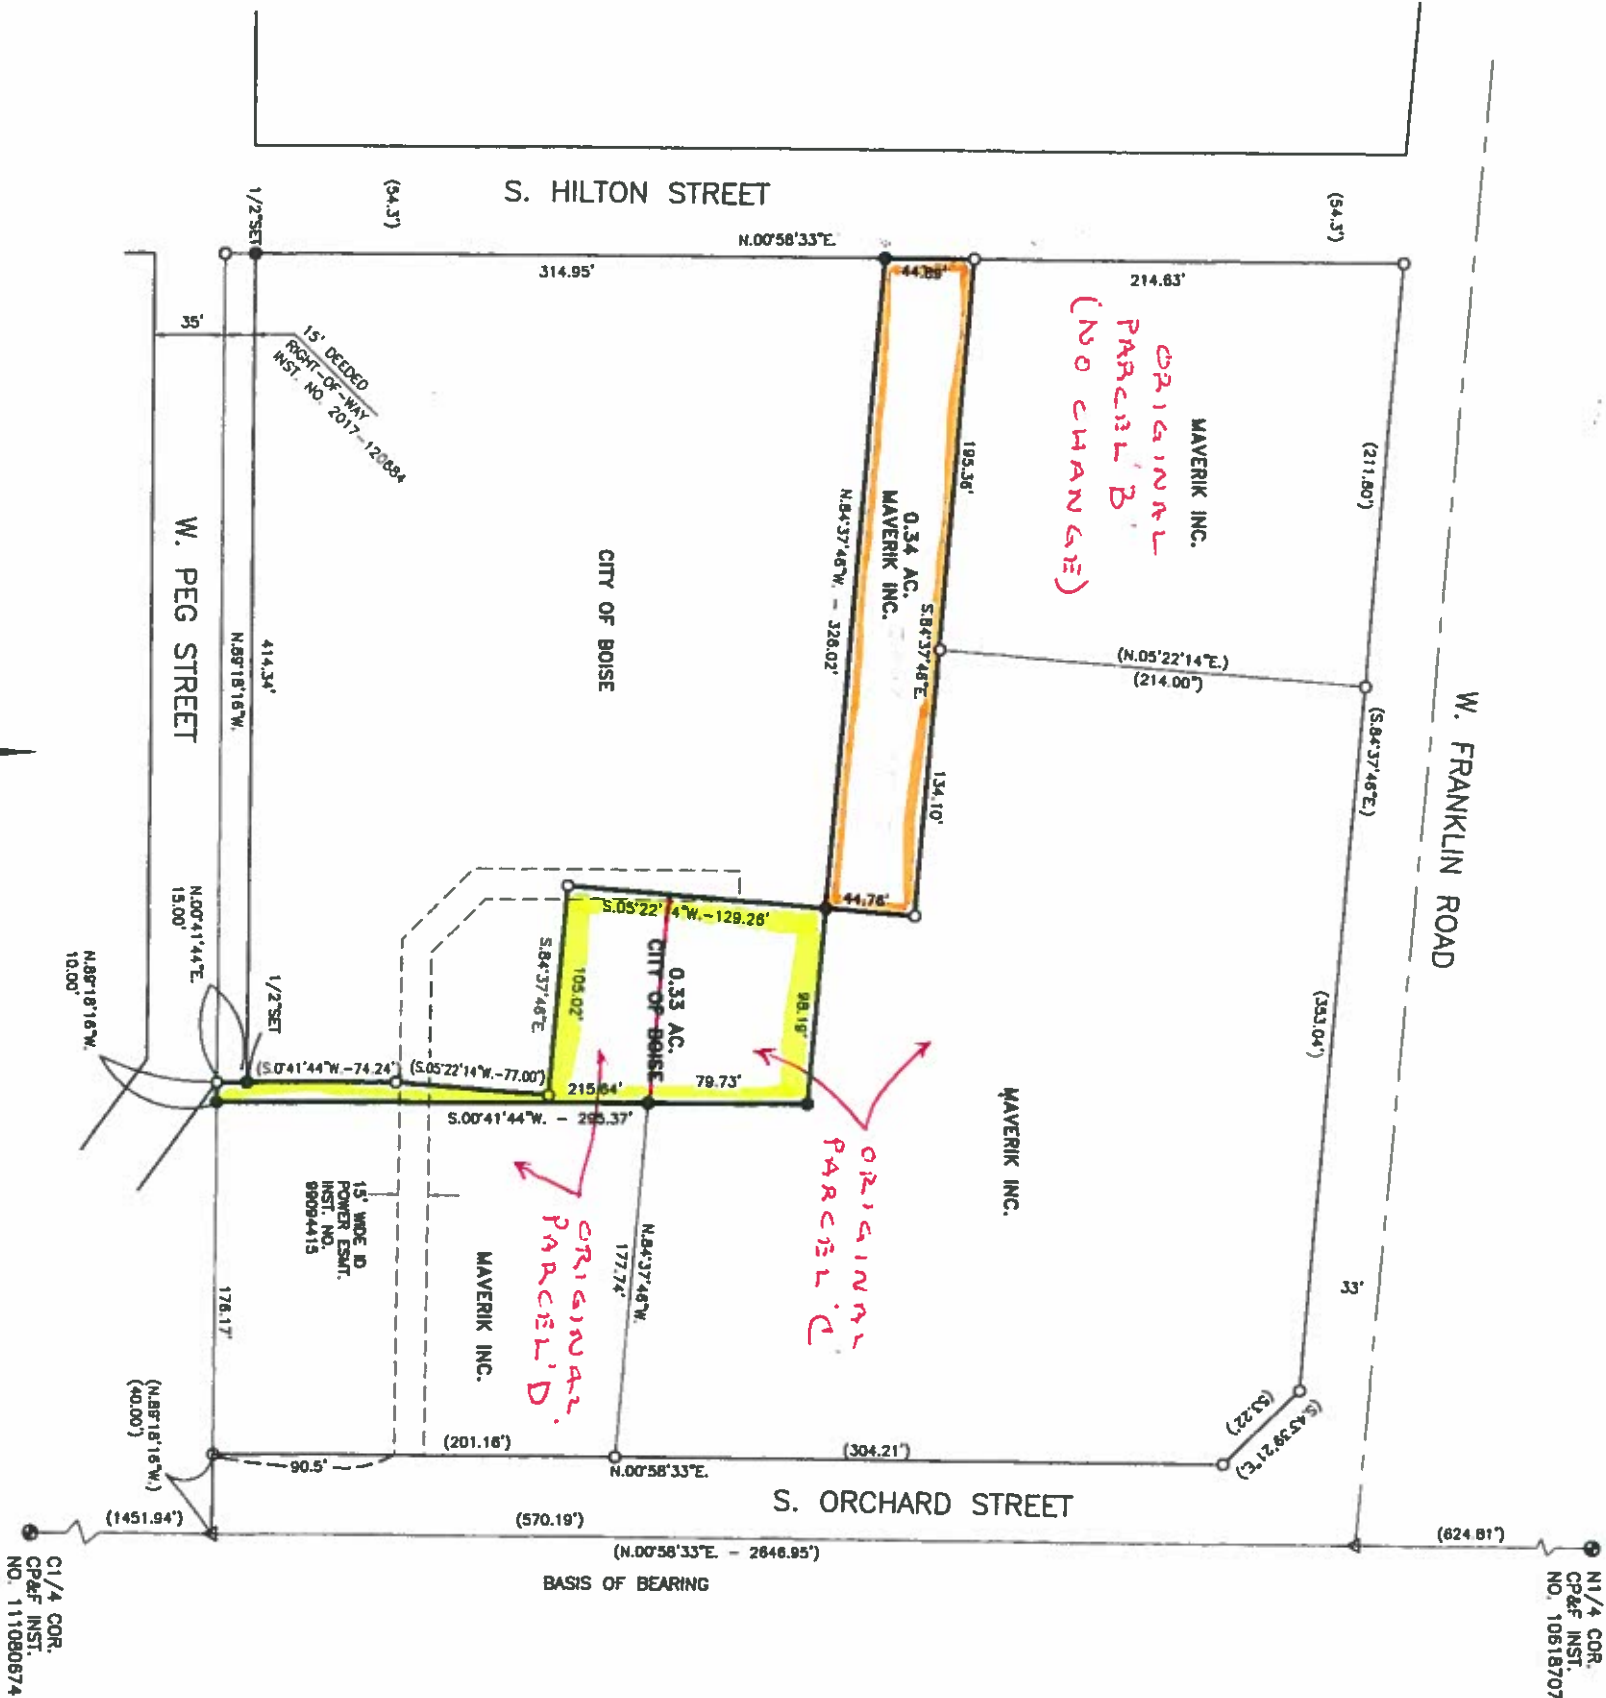 S. HILTON STREET
(54.3')
(54.3')
1/2"SET
N.00°58'33"E.
314.95'
44.89'
214.63'
35'
15' DEEDED
RIGHT-OF-WAY
INST. NO. 2017-120884
ORIGINAL
PARCEL 'B'
(NO CHANGE)
MAVERIK INC.
(211.80')
195.36'
0.34 AC.
MAVERIK INC.
S.84°37'46"E.
N.84°37'46"W. - 328.02'
134.10'
44.76'
(N.05°22'14"E.)
(214.00')
(S.84°37'46"E.)
(353.04')
W. FRANKLIN ROAD
33'
CITY OF BOISE
W. PEG STREET
414.34'
N.89°18'16"W.
N.00°41'44"E.
15.00'
N.89°18'16"W.
10.00'
1/2"SET
S.05°22'14"W.-129.26'
S.84°37'46"E.
105.02'
0.33 AC.
CITY OF BOISE
98.19'
(S.0°41'44"W.-74.24')
(S.05°22'14"W.-77.00')
215.64'
79.73'
S.00°41'44"W. - 295.37'
MAVERIK INC.
ORIGINAL
PARCEL 'C'
ORIGINAL
PARCEL 'D'
15' WIDE ID
POWER ESMT.
INST. NO.
99094415
MAVERIK INC.
N.84°37'46"W.
177.74'
176.17'
(N.89°18'16"W.)
(40.00')
(201.16')
90.5'
(304.21')
N.00°58'33"E.
(53.22')
(S.43°39'21"E.)
S. ORCHARD STREET
(1451.94')
(570.19')
(624.81')
(N.00°58'33"E. - 2646.95')
BASIS OF BEARING
C1/4 COR.
CP&F INST.
NO. 111080674
N1/4 COR.
CP&F INST.
NO. 10618707